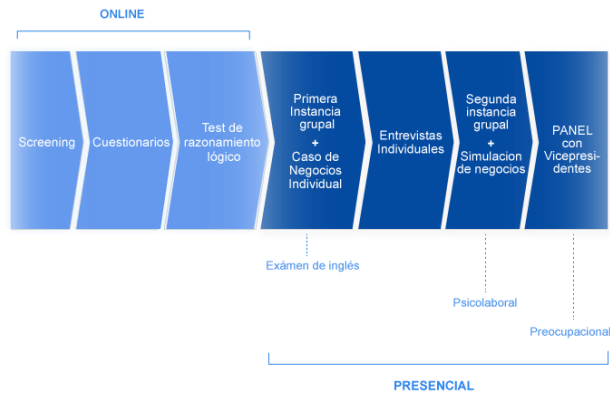 ONLINE
Screening
Cuestionarios
Test de
razonamiento
lógico
Primera
Instancia
grupal
+
Caso de
Negocios
Individual
Entrevistas
Individuales
Segunda
instancia
grupal
+
Simulacion
de negocios
PANEL
con
Vicepresi-
dentes
Exámen de inglés
Psicolaboral
Preocupacional
PRESENCIAL